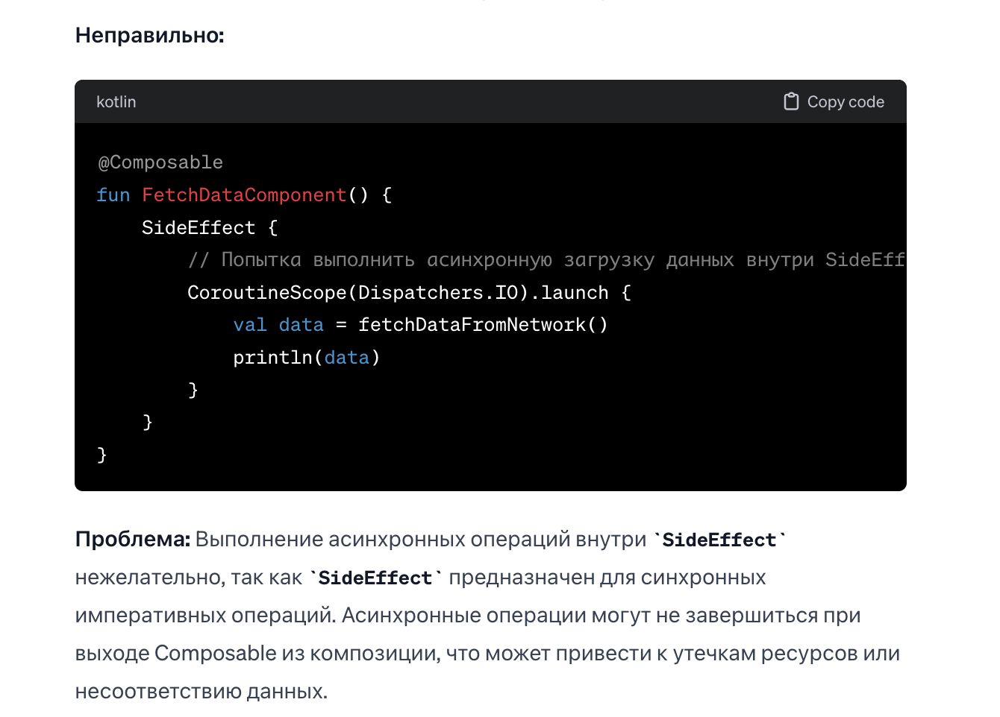 Неправильно:
kotlin
Copy code
@Composable
fun FetchDataComponent() {
    SideEffect {
        // Попытка выполнить асинхронную загрузку данных внутри SideEff
        CoroutineScope(Dispatchers.IO).launch {
            val data = fetchDataFromNetwork()
            println(data)
        }
    }
}
Проблема: Выполнение асинхронных операций внутри `SideEffect`
нежелательно, так как `SideEffect` предназначен для синхронных
императивных операций. Асинхронные операции могут не завершиться при
выходе Composable из композиции, что может привести к утечкам ресурсов или
несоответствию данных.